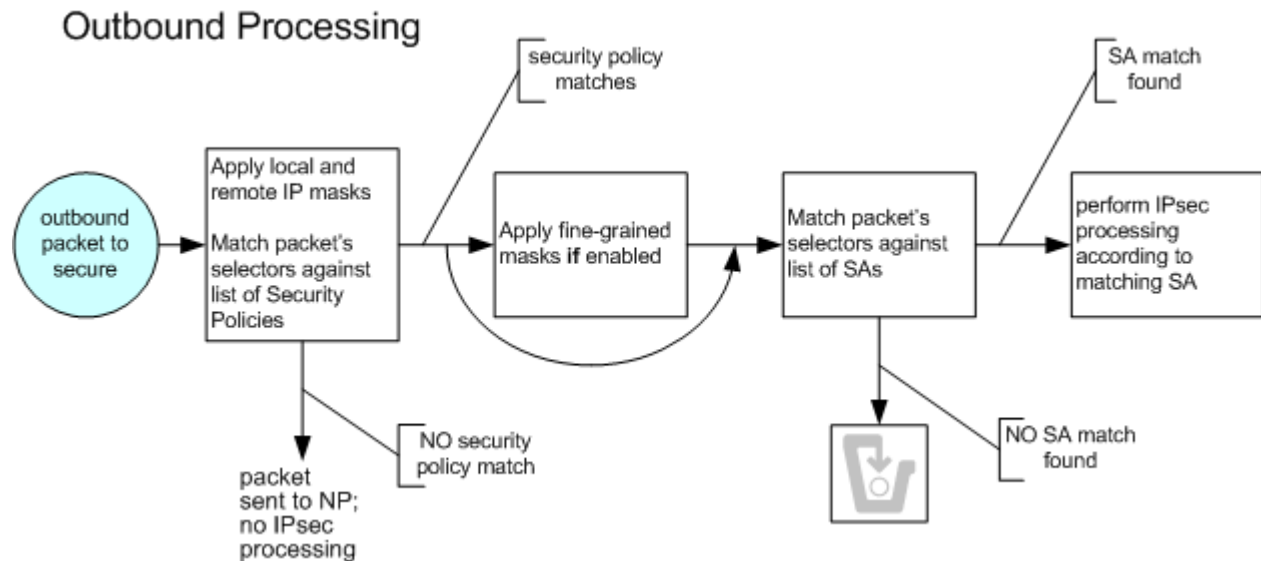 Outbound Processing
security policy
matches
SA match
found
outbound
packet to
secure
Apply local and
remote IP masks
Match packet's
selectors against
list of Security
Policies
Apply fine-grained
masks if enabled
Match packet's
selectors against
list of SAs
perform IPsec
processing
according to
matching SA
NO security
policy match
packet
sent to NP;
no IPsec
processing
NO SA match
found